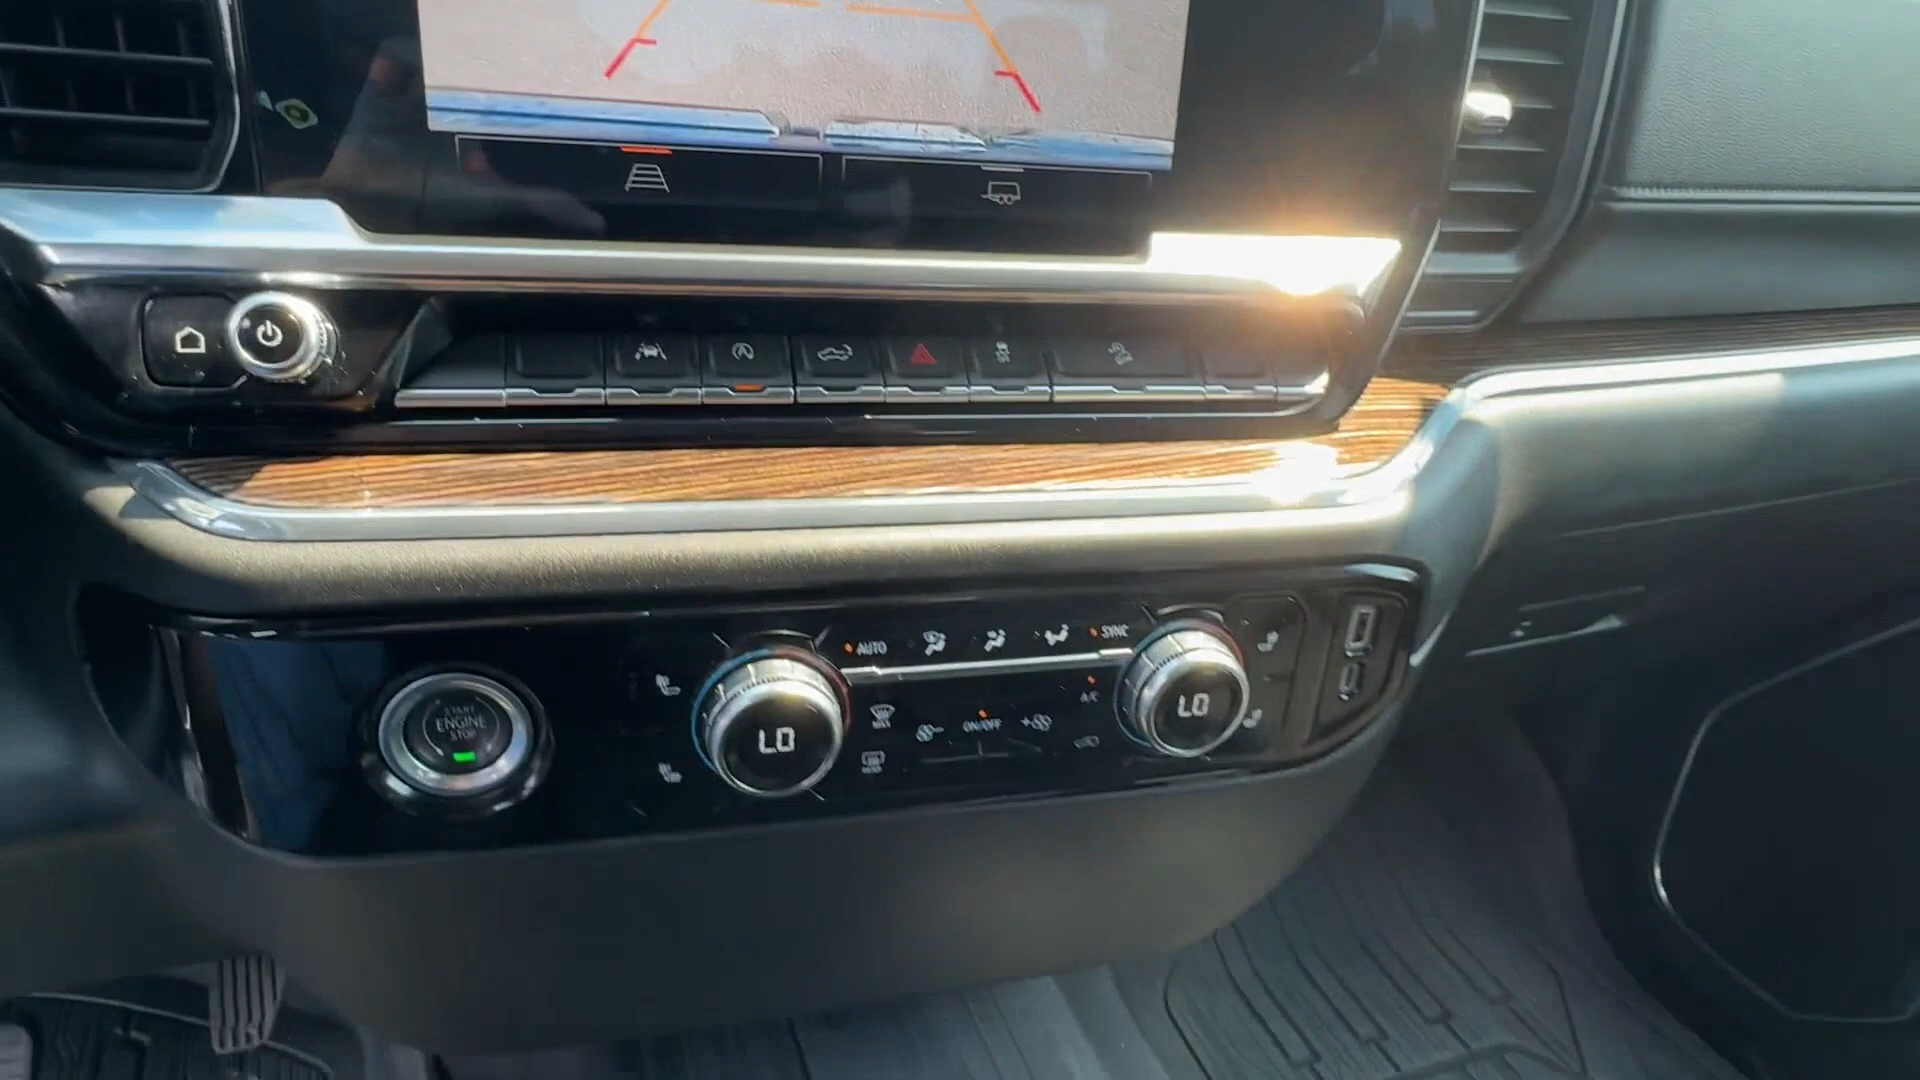 AUTO
SYNC
START
ENGINE
STOP
LO
MAX
ON/OFF
A/C
LO